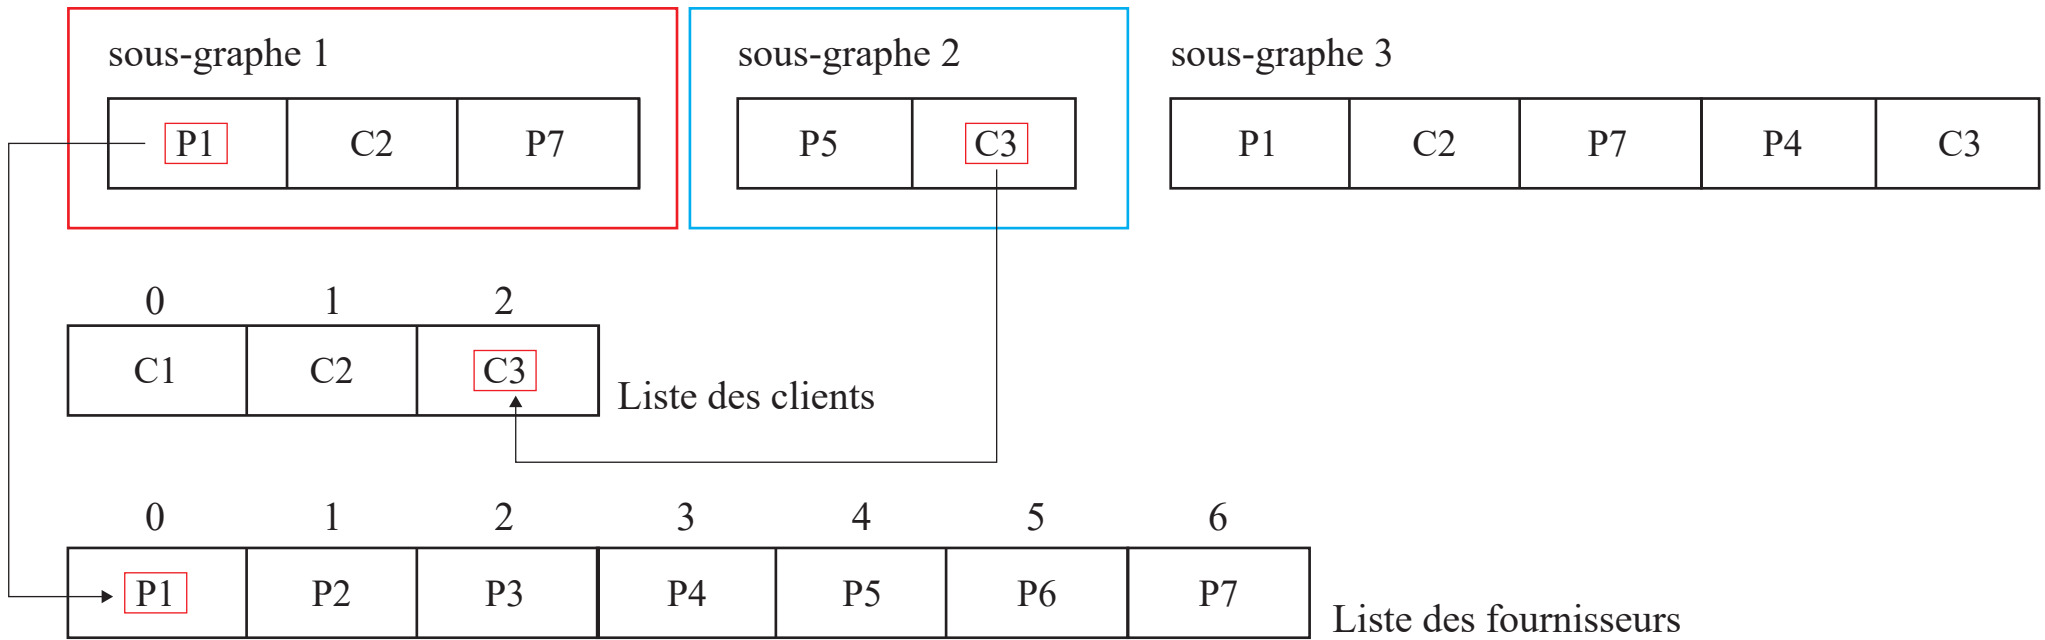 sous-graphe 1
P1 C2 P7
sous-graphe 2
P5 C3
sous-graphe 3
P1 C2 P7 P4 C3
0 1 2
C1 C2 C3
Liste des clients
0 1 2 3 4 5 6
P1 P2 P3 P4 P5 P6 P7
Liste des fournisseurs